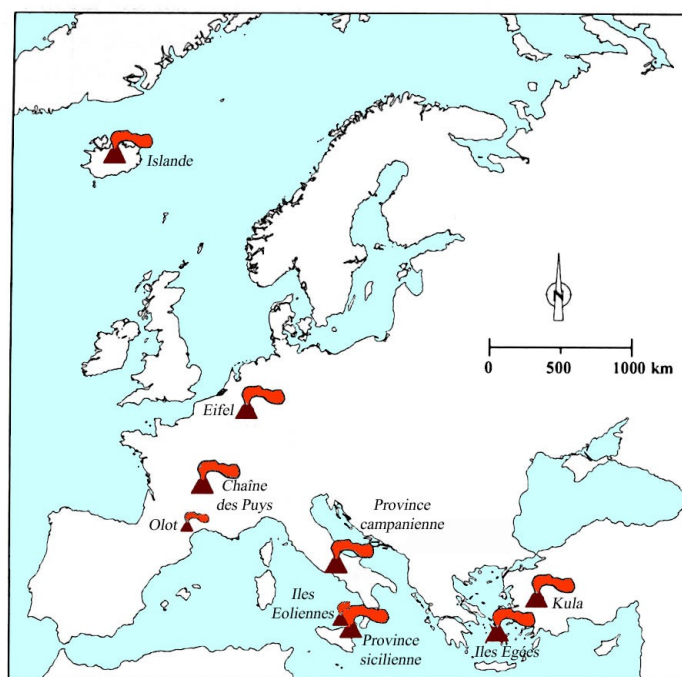 Islande
N
0 500 1000 km
Eifel
Chaîne
des Puys
Olot
Province
campanienne
Iles
Eoliennes
Province
sicilienne
Kula
Iles Egées